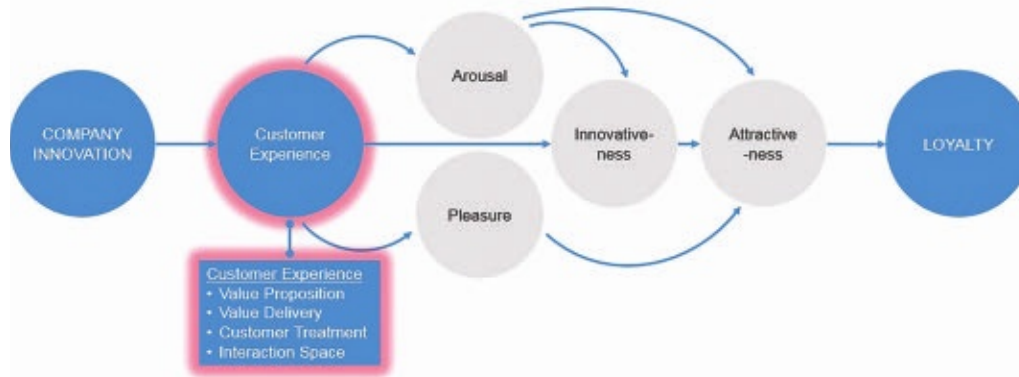 COMPANY
INNOVATION
Customer
Experience
Arousal
Pleasure
Innovative-
ness
Attractive
-ness
LOYALTY
Customer Experience
• Value Proposition
• Value Delivery
• Customer Treatment
• Interaction Space